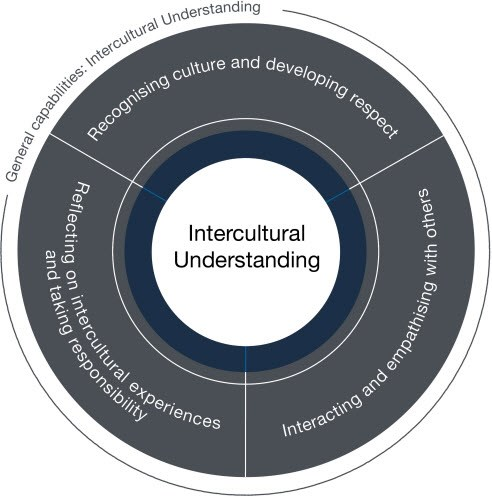 General capabilities: Intercultural Understanding
Recognising culture and developing respect
Interacting and empathising with others
Reflecting on intercultural experiences
and taking responsibility
Intercultural
Understanding